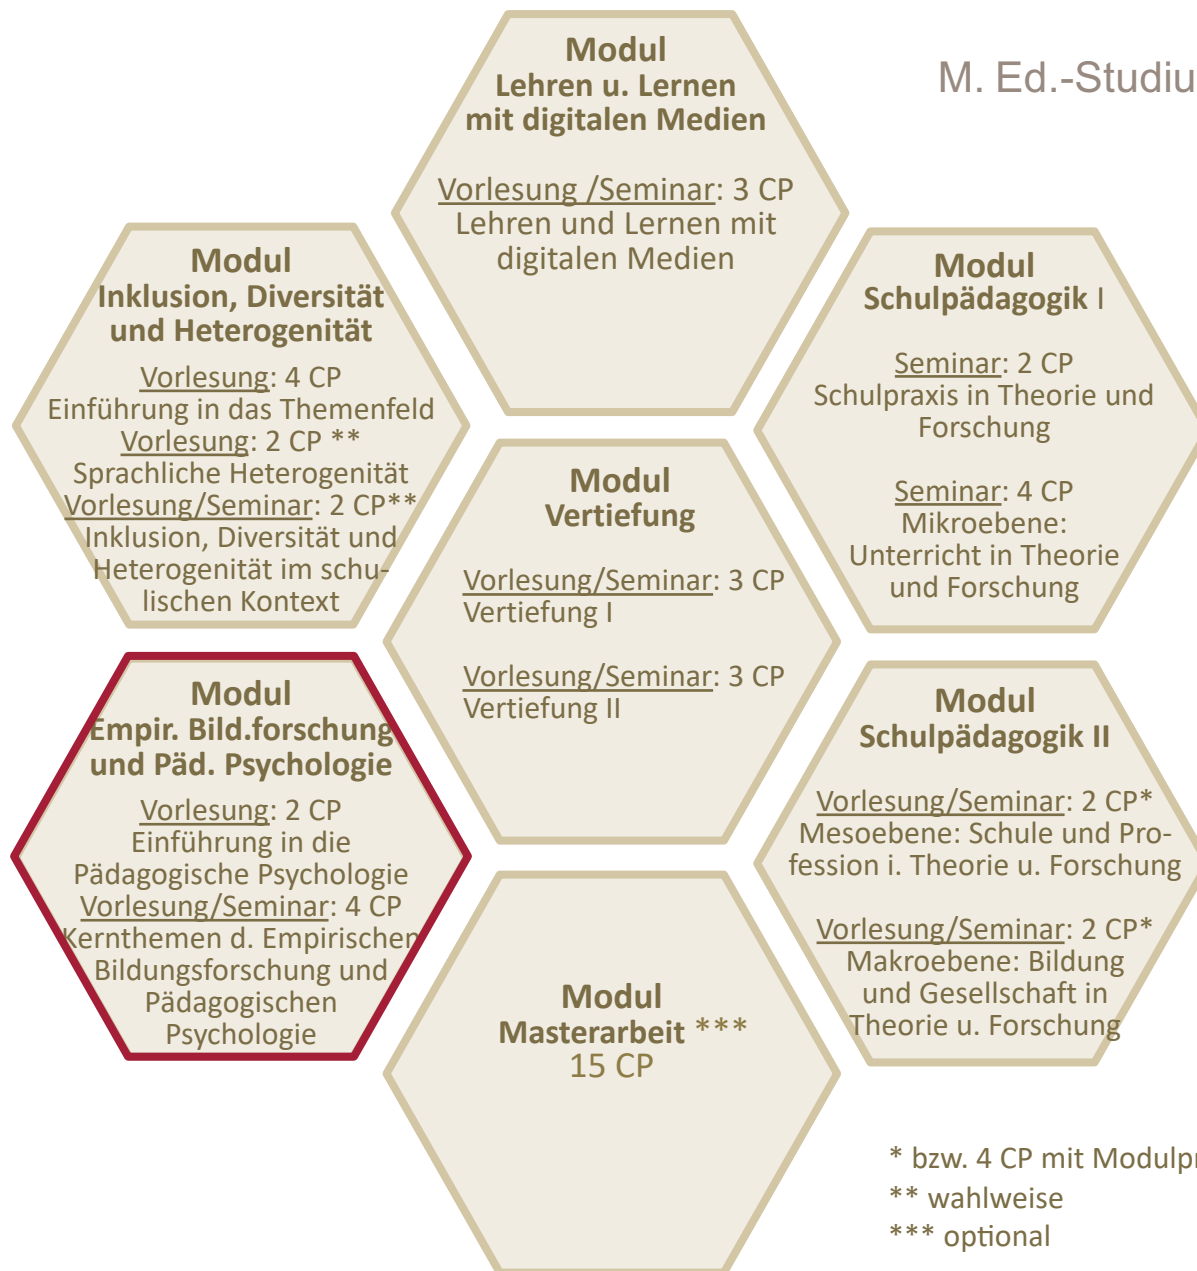 M. Ed.-Studiu
Modul
Lehren u. Lernen
mit digitalen Medien
Vorlesung /Seminar: 3 CP
Lehren und Lernen mit
digitalen Medien
Modul
Inklusion, Diversität
und Heterogenität
Vorlesung: 4 CP
Einführung in das Themenfeld
Vorlesung: 2 CP **
Sprachliche Heterogenität
Vorlesung/Seminar: 2 CP**
Inklusion, Diversität und
Heterogenität im schu-
lischen Kontext
Modul
Schulpädagogik I
Seminar: 2 CP
Schulpraxis in Theorie und
Forschung
Seminar: 4 CP
Mikroebene:
Unterricht in Theorie
und Forschung
Modul
Vertiefung
Vorlesung/Seminar: 3 CP
Vertiefung I
Vorlesung/Seminar: 3 CP
Vertiefung II
Modul
Empir. Bild.forschung
und Päd. Psychologie
Vorlesung: 2 CP
Einführung in die
Pädagogische Psychologie
Vorlesung/Seminar: 4 CP
Kernthemen d. Empirischen
Bildungsforschung und
Pädagogischen
Psychologie
Modul
Schulpädagogik II
Vorlesung/Seminar: 2 CP*
Mesoebene: Schule und Pro-
fession i. Theorie u. Forschung
Vorlesung/Seminar: 2 CP*
Makroebene: Bildung
und Gesellschaft in
Theorie u. Forschung
Modul
Masterarbeit ***
15 CP
* bzw. 4 CP mit Modulpr
** wahlweise
*** optional